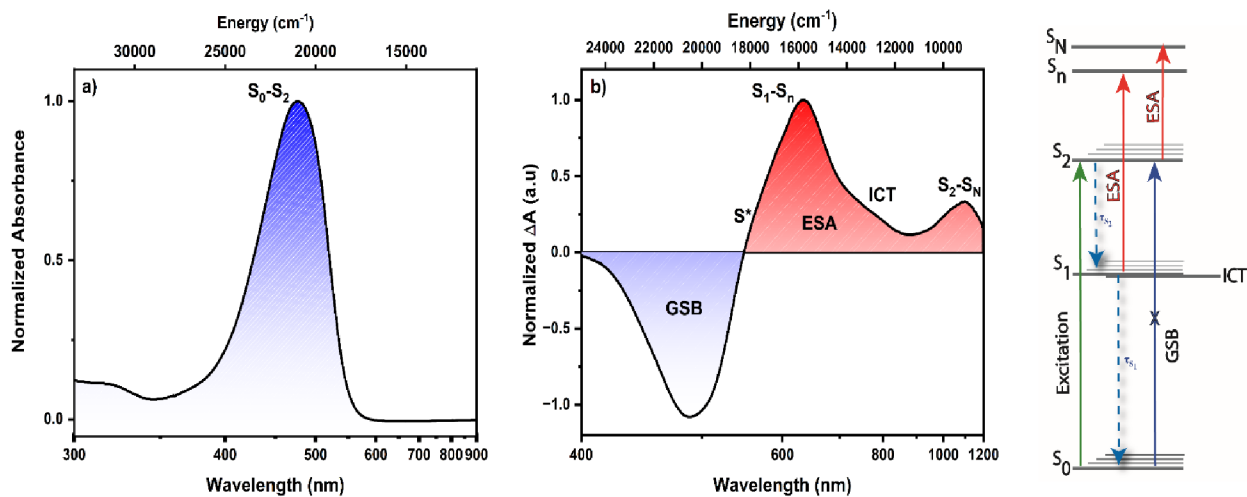 Energy (cm⁻¹)
30000 25000 20000 15000
a)
S₀-S₂
Normalized Absorbance
1.0
0.5
0.0
300 400 500 600 700 800 900
Wavelength (nm)
Energy (cm⁻¹)
24000 22000 20000 18000 16000 14000 12000 10000
b)
S₁-Sₙ
S*
ICT
S₂-S_N
ESA
GSB
Normalized ΔA (a.u)
1.0
0.5
0.0
−0.5
−1.0
400 600 800 1000 1200
Wavelength (nm)
S_N
Sₙ
ESA
S₂
ESA
τ_S₂
S₁
ICT
Excitation
τ_S₁
GSB
S₀